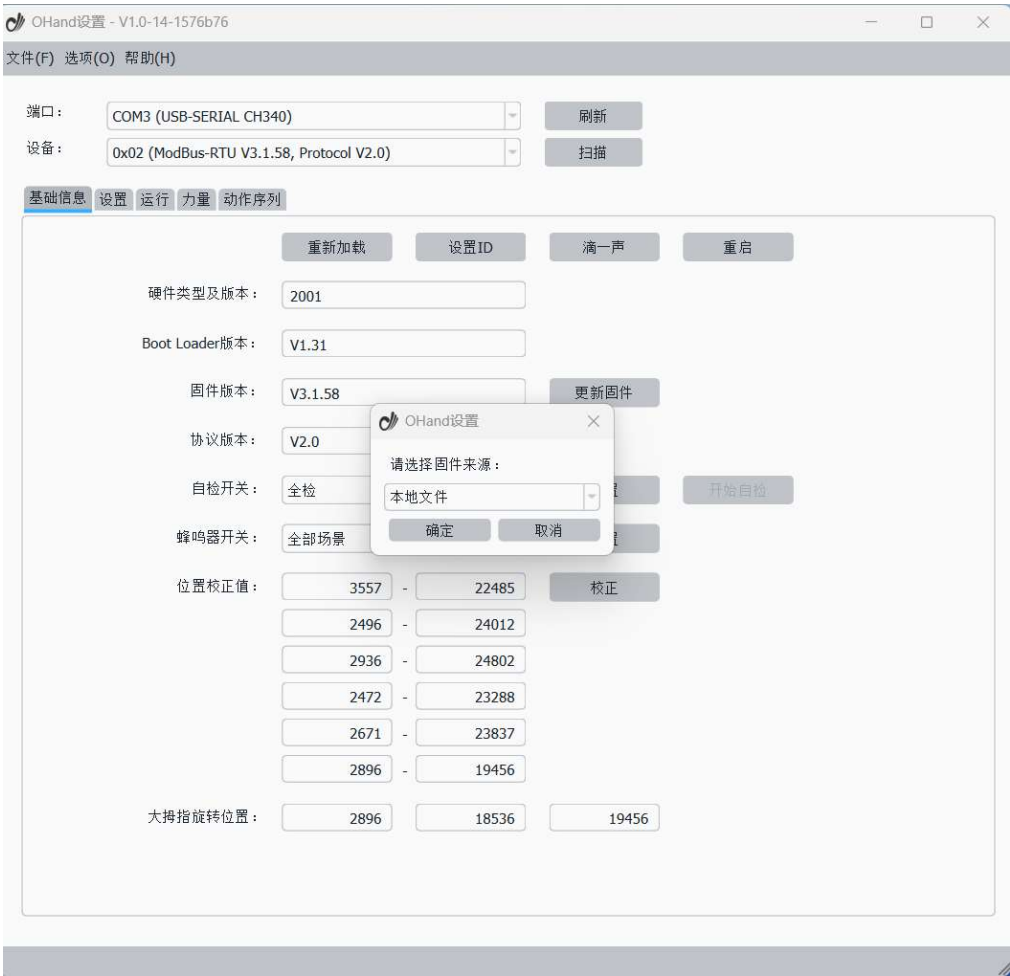 OHand设置 - V1.0-14-1576b76
文件(F) 选项(O) 帮助(H)
端口： COM3 (USB-SERIAL CH340) 刷新
设备： 0x02 (ModBus-RTU V3.1.58, Protocol V2.0) 扫描
基础信息 设置 运行 力量 动作序列
重新加载 设置ID 滴一声 重启
硬件类型及版本： 2001
Boot Loader版本： V1.31
固件版本： V3.1.58 更新固件
OHand设置
协议版本： V2.0
请选择固件来源：
自检开关： 全检 开始自检
本地文件
确定 取消
蜂鸣器开关： 全部场景
位置校正值： 3557 - 22485 校正
2496 - 24012
2936 - 24802
2472 - 23288
2671 - 23837
2896 - 19456
大拇指旋转位置： 2896 18536 19456